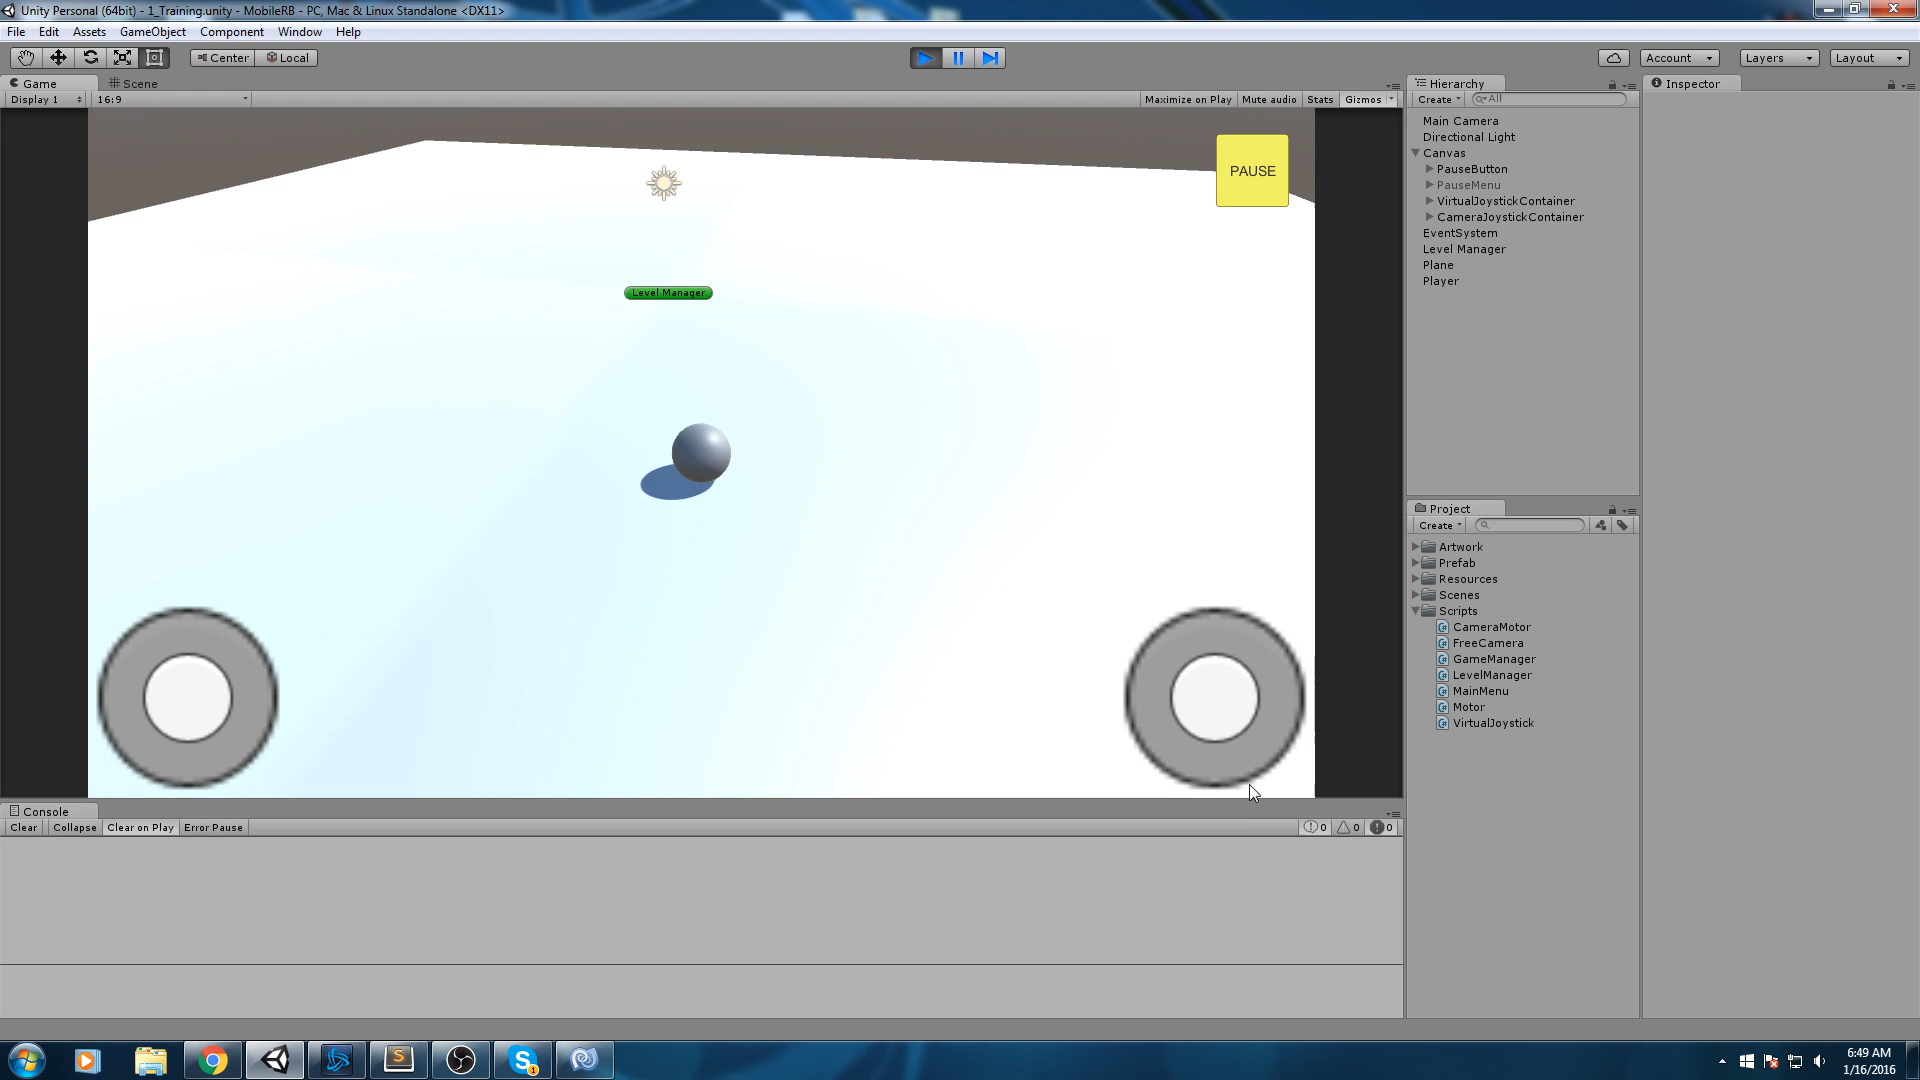 Unity Personal (64bit) - 1_Training.unity - MobileRB - PC, Mac & Linux Standalone <DX11>
File Edit Assets GameObject Component Window Help
Center Local Account Layers Layout
Game Scene
Display 1 16:9 Maximize on Play Mute audio Stats Gizmos
PAUSE
Level Manager
Hierarchy
Create All
Main Camera
Directional Light
Canvas
PauseButton
PauseMenu
VirtualJoystickContainer
CameraJoystickContainer
EventSystem
Level Manager
Plane
Player
Inspector
Project
Create
Artwork
Prefab
Resources
Scenes
Scripts
CameraMotor
FreeCamera
GameManager
LevelManager
MainMenu
Motor
VirtualJoystick
Console
Clear Collapse Clear on Play Error Pause 0 0 0
S
S 1
6:49 AM
1/16/2016